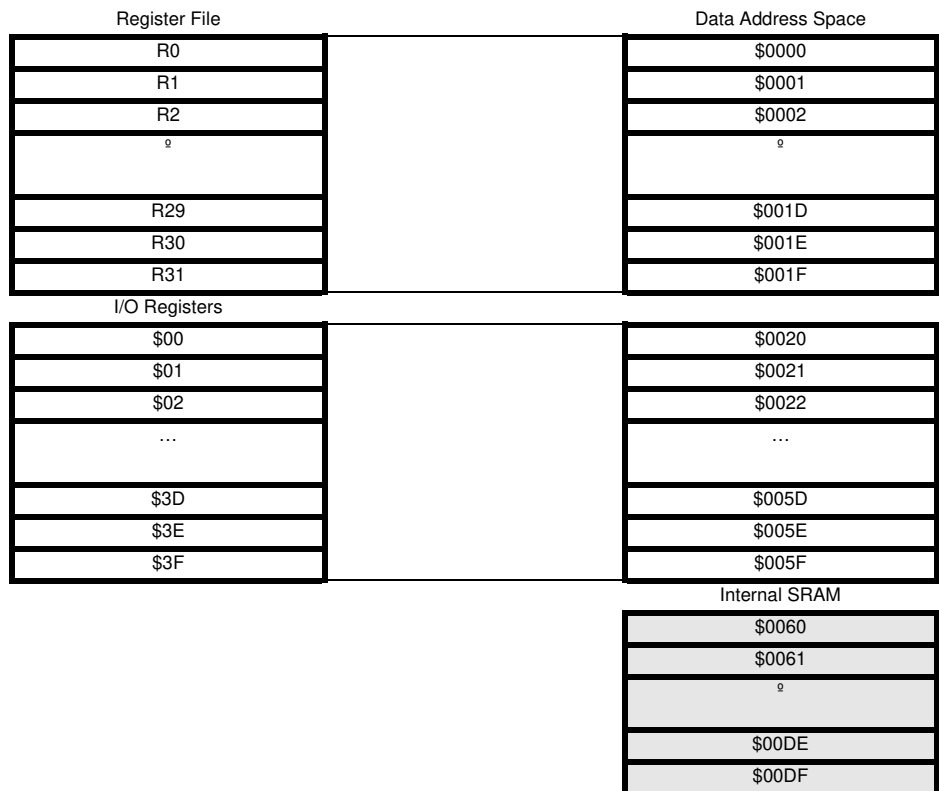 Register File Data Address Space
R0 $0000
R1 $0001
R2 $0002
º º
R29 $001D
R30 $001E
R31 $001F
I/O Registers
$00 $0020
$01 $0021
$02 $0022
... ...
$3D $005D
$3E $005E
$3F $005F
Internal SRAM
$0060
$0061
º
$00DE
$00DF